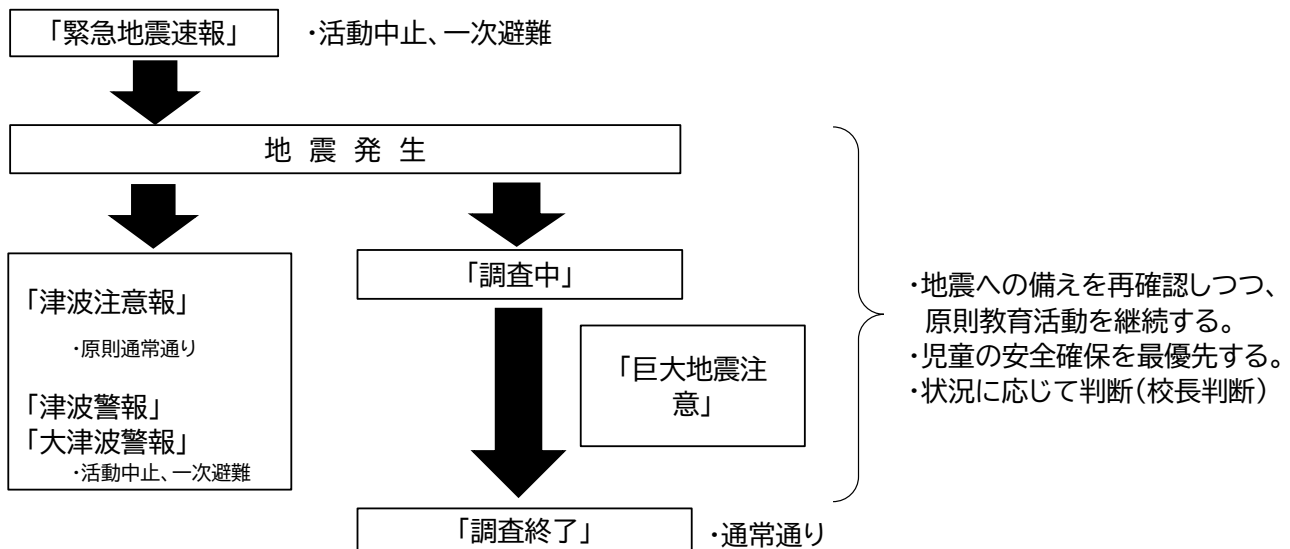 「緊急地震速報」
・活動中止、一次避難
地 震 発 生
「津波注意報」
・原則通常通り
「津波警報」
「大津波警報」
・活動中止、一次避難
「調査中」
「巨大地震注
意」
「調査終了」
・通常通り
・地震への備えを再確認しつつ、
原則教育活動を継続する。
・児童の安全確保を最優先する。
・状況に応じて判断(校長判断)